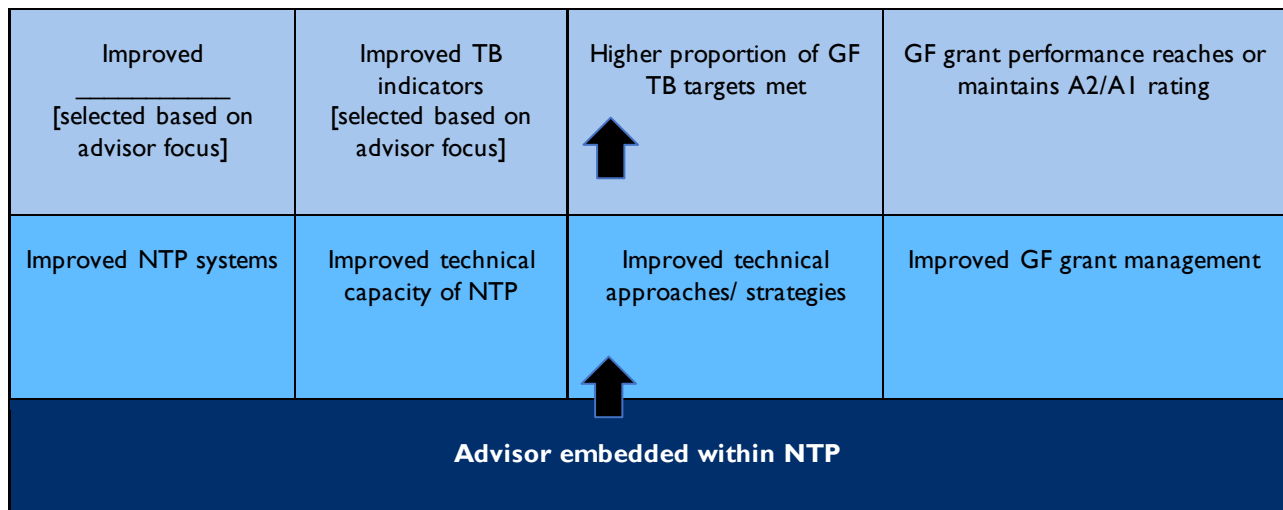 Improved
___________
[selected based on
advisor focus]
Improved TB
indicators
[selected based on
advisor focus]
Higher proportion of GF
TB targets met
GF grant performance reaches or
maintains A2/A1 rating
Improved NTP systems
Improved technical
capacity of NTP
Improved technical
approaches/ strategies
Improved GF grant management
Advisor embedded within NTP